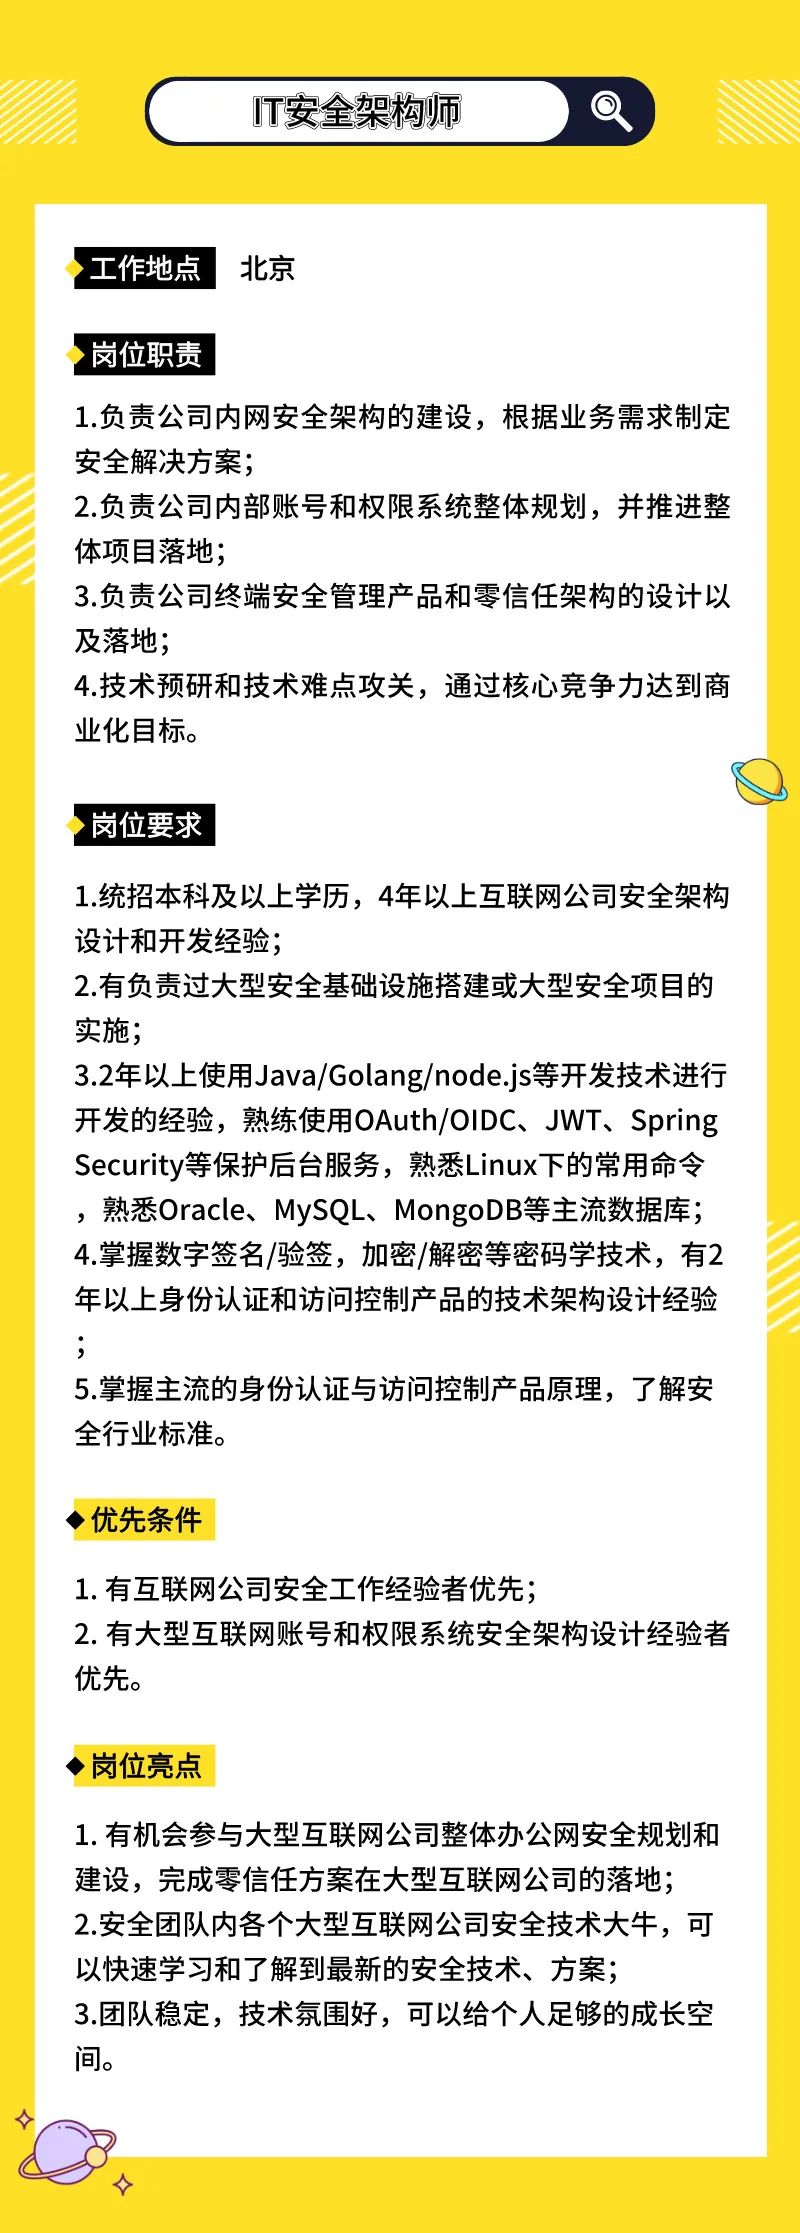 IT安全架构师
工作地点 北京
岗位职责
1.负责公司内网安全架构的建设，根据业务需求制定
安全解决方案；
2.负责公司内部账号和权限系统整体规划，并推进整
体项目落地；
3.负责公司终端安全管理产品和零信任架构的设计以
及落地；
4.技术预研和技术难点攻关，通过核心竞争力达到商
业化目标。
岗位要求
1.统招本科及以上学历，4年以上互联网公司安全架构
设计和开发经验；
2.有负责过大型安全基础设施搭建或大型安全项目的
实施；
3.2年以上使用Java/Golang/node.js等开发技术进行
开发的经验，熟练使用OAuth/OIDC、JWT、Spring
Security等保护后台服务，熟悉Linux下的常用命令
，熟悉Oracle、MySQL、MongoDB等主流数据库；
4.掌握数字签名/验签，加密/解密等密码学技术，有2
年以上身份认证和访问控制产品的技术架构设计经验
；
5.掌握主流的身份认证与访问控制产品原理，了解安
全行业标准。
优先条件
1. 有互联网公司安全工作经验者优先；
2. 有大型互联网账号和权限系统安全架构设计经验者
优先。
岗位亮点
1. 有机会参与大型互联网公司整体办公网安全规划和
建设，完成零信任方案在大型互联网公司的落地；
2.安全团队内各个大型互联网公司安全技术大牛，可
以快速学习和了解到最新的安全技术、方案；
3.团队稳定，技术氛围好，可以给个人足够的成长空
间。